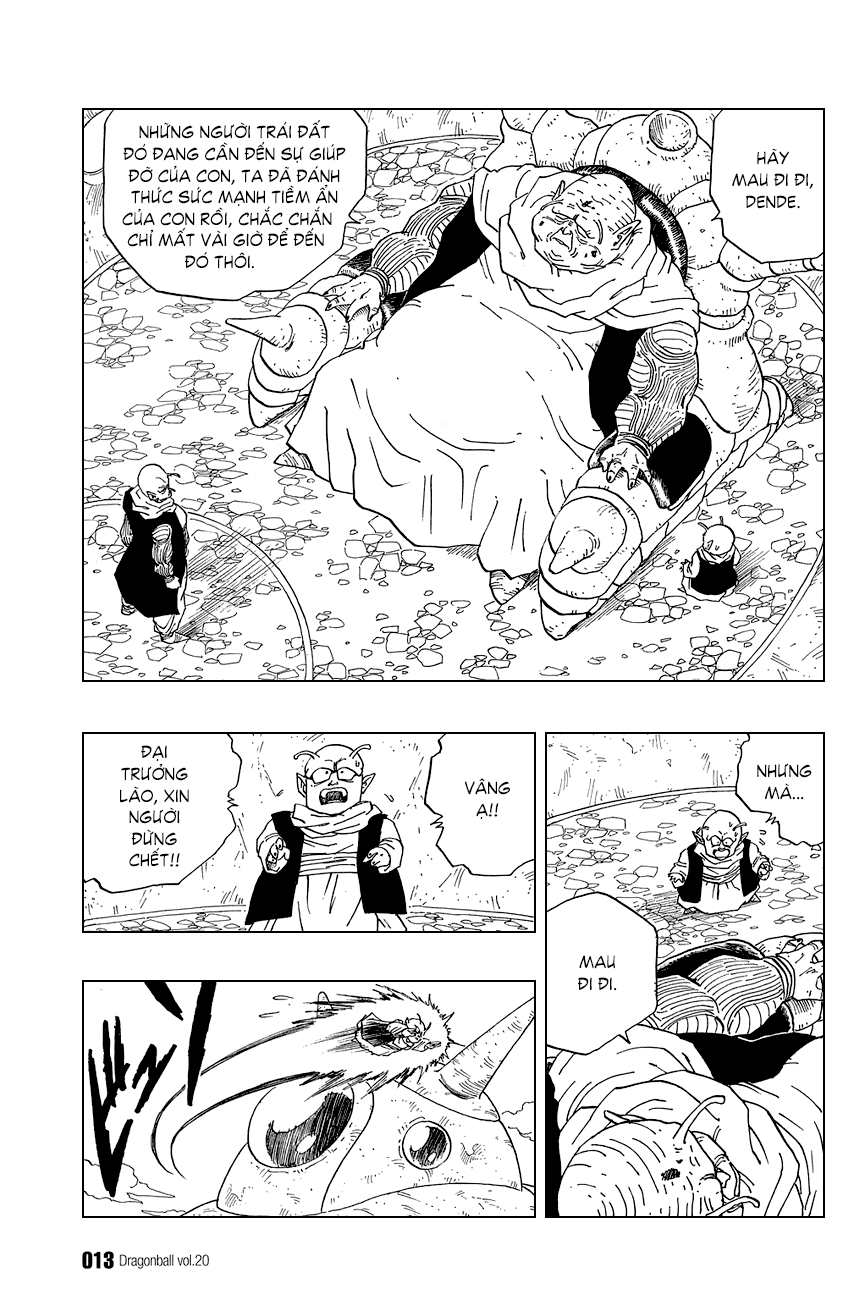 HÃY
MAU ĐI ĐI,
DENDE.
NHỮNG NGƯỜI TRÁI ĐẤT
ĐÓ ĐANG CẦN ĐẾN SỰ GIÚP
ĐỠ CỦA CON, TA ĐÃ ĐÁNH
THỨC SỨC MẠNH TIỀM ẨN
CỦA CON RỒI, CHẮC CHẮN
CHỈ MẤT VÀI GIỜ ĐỂ ĐẾN
ĐÓ THÔI.
NHƯNG
MÀ...
MAU
ĐI ĐI.
VÂNG
Ạ!!
ĐẠI
TRƯỞNG
LÃO, XIN
NGƯỜI
ĐỪNG
CHẾT!!
013 Dragonball vol.20